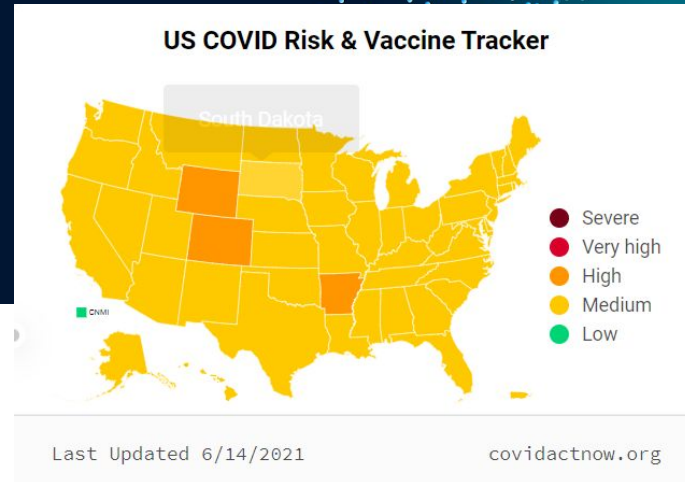 US COVID Risk & Vaccine Tracker
South Dakota
Severe
Very high
High
Medium
Low
CNMI
Last Updated 6/14/2021
covidactnow.org